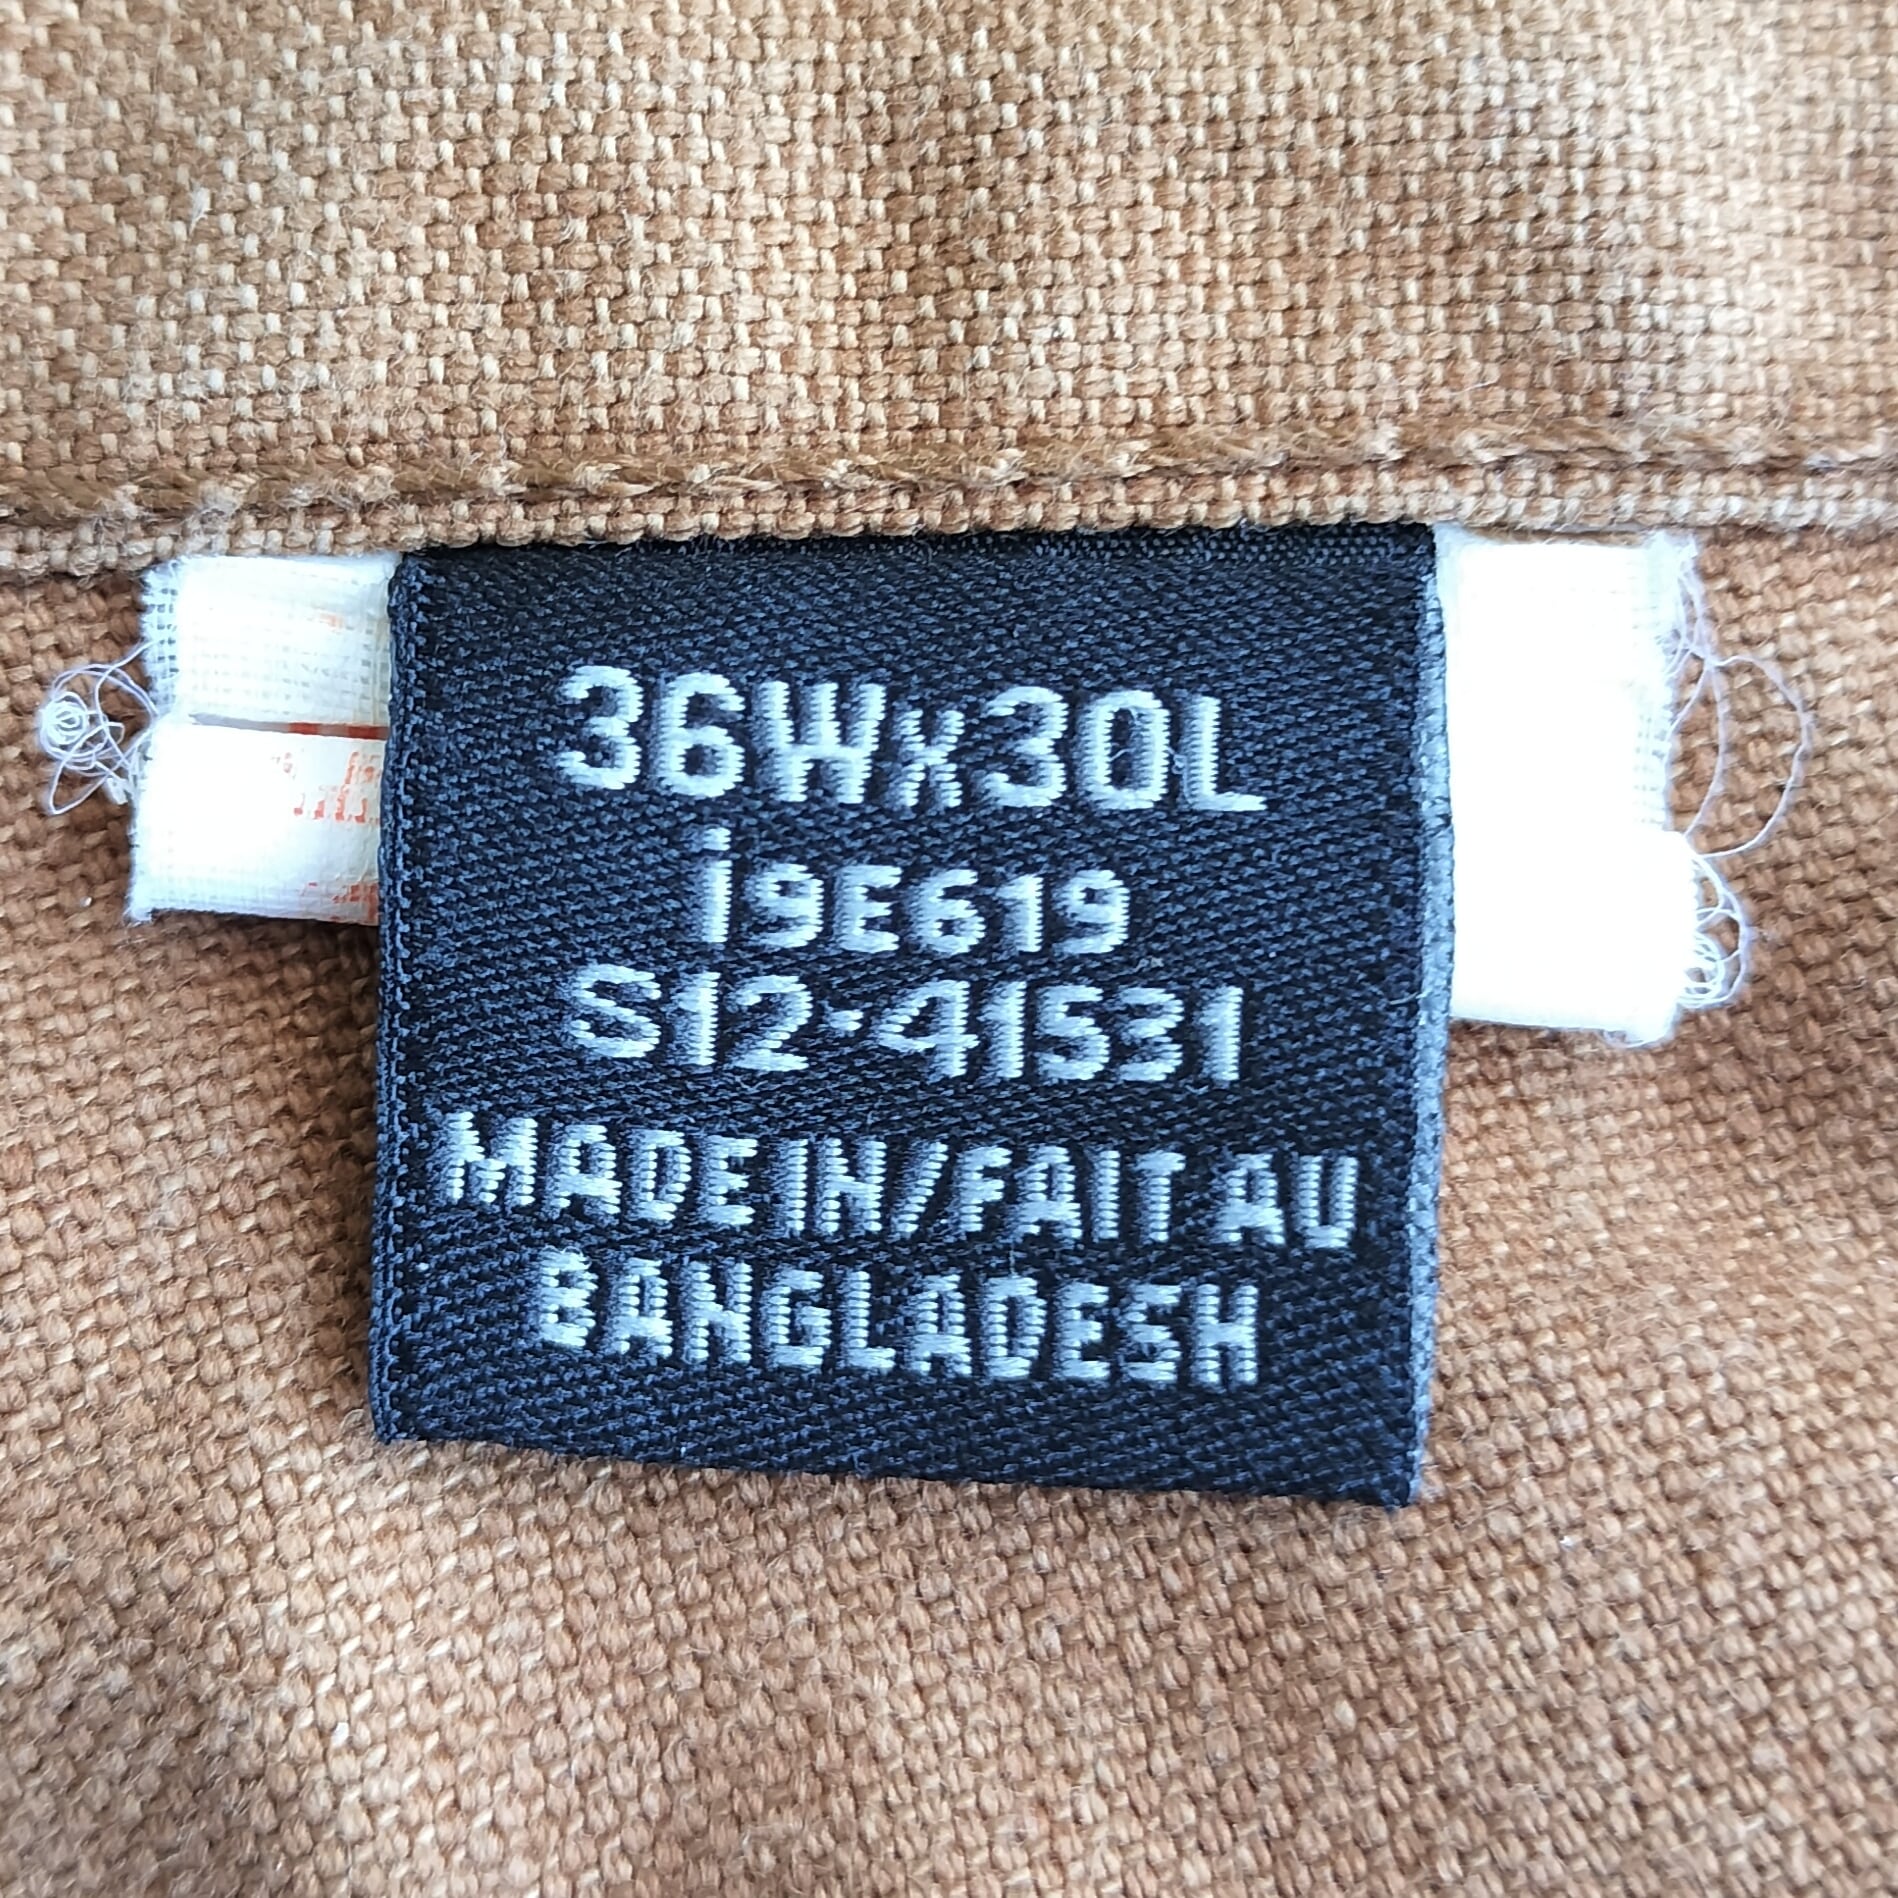 36Wx30L
i9E619
S12-41531
MADE IN/FAIT AU
BANGLADESH